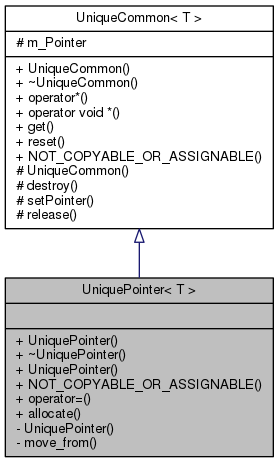 UniqueCommon< T >
# m_Pointer
+ UniqueCommon()
+ ~UniqueCommon()
+ operator*()
+ operator void *()
+ get()
+ reset()
+ NOT_COPYABLE_OR_ASSIGNABLE()
# UniqueCommon()
# destroy()
# setPointer()
# release()
UniquePointer< T >
+ UniquePointer()
+ ~UniquePointer()
+ UniquePointer()
+ NOT_COPYABLE_OR_ASSIGNABLE()
+ operator=()
+ allocate()
- UniquePointer()
- move_from()